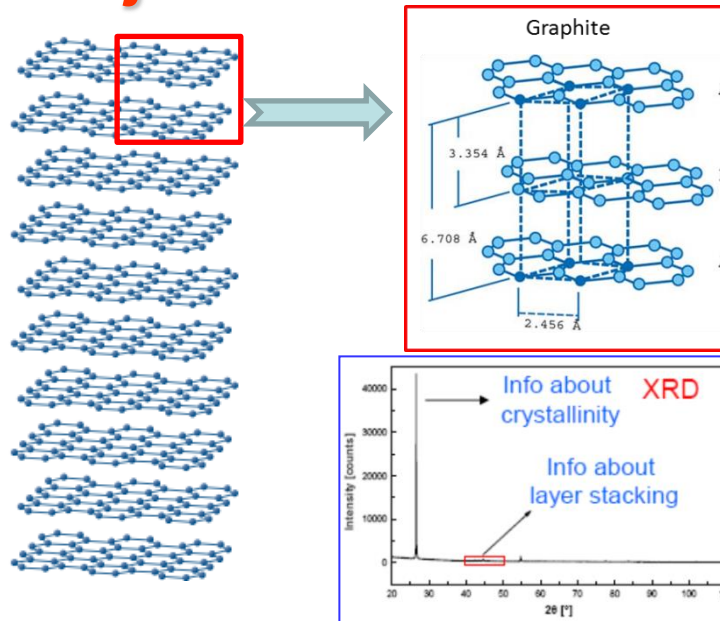 Graphite
3.354 Å
6.708 Å
2.456 Å
Info about
crystallinity
XRD
Info about
layer stacking
Intensity [counts]
40000
30000
20000
10000
0
20 30 40 50 60 70 80 90 100
2θ [°]